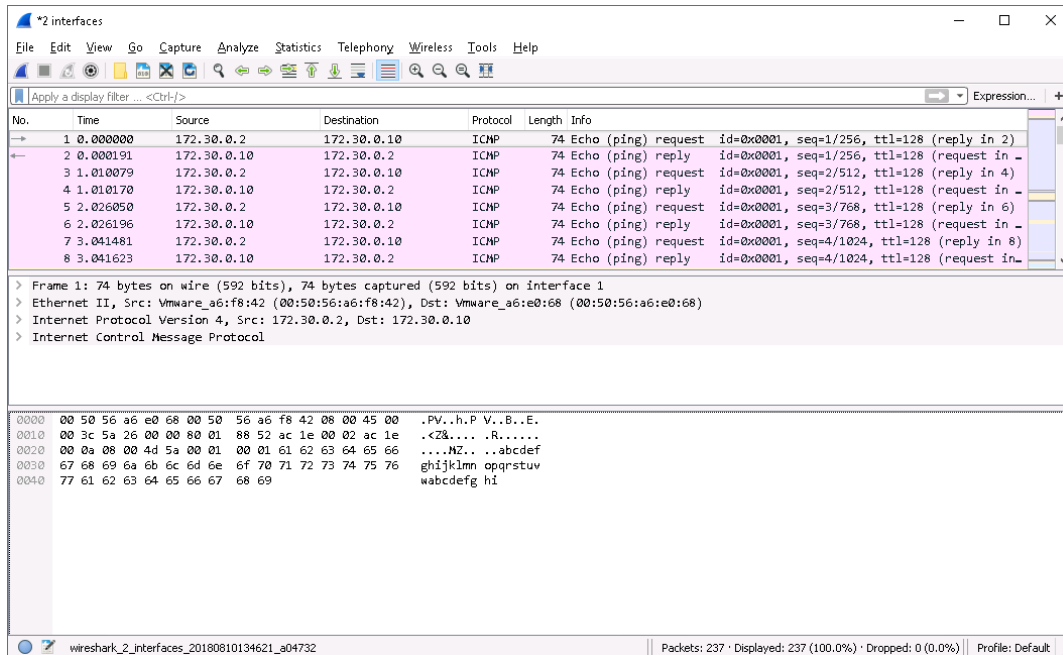 *2 interfaces
File Edit View Go Capture Analyze Statistics Telephony Wireless Tools Help
Apply a display filter ... <Ctrl-/> Expression... +
No. Time Source Destination Protocol Length Info
1 0.000000 172.30.0.2 172.30.0.10 ICMP 74 Echo (ping) request id=0x0001, seq=1/256, ttl=128 (reply in 2)
2 0.000191 172.30.0.10 172.30.0.2 ICMP 74 Echo (ping) reply id=0x0001, seq=1/256, ttl=128 (request in …
3 1.010079 172.30.0.2 172.30.0.10 ICMP 74 Echo (ping) request id=0x0001, seq=2/512, ttl=128 (reply in 4)
4 1.010170 172.30.0.10 172.30.0.2 ICMP 74 Echo (ping) reply id=0x0001, seq=2/512, ttl=128 (request in …
5 2.026050 172.30.0.2 172.30.0.10 ICMP 74 Echo (ping) request id=0x0001, seq=3/768, ttl=128 (reply in 6)
6 2.026196 172.30.0.10 172.30.0.2 ICMP 74 Echo (ping) reply id=0x0001, seq=3/768, ttl=128 (request in …
7 3.041481 172.30.0.2 172.30.0.10 ICMP 74 Echo (ping) request id=0x0001, seq=4/1024, ttl=128 (reply in 8)
8 3.041623 172.30.0.10 172.30.0.2 ICMP 74 Echo (ping) reply id=0x0001, seq=4/1024, ttl=128 (request in…
> Frame 1: 74 bytes on wire (592 bits), 74 bytes captured (592 bits) on interface 1
> Ethernet II, Src: Vmware_a6:f8:42 (00:50:56:a6:f8:42), Dst: Vmware_a6:e0:68 (00:50:56:a6:e0:68)
> Internet Protocol Version 4, Src: 172.30.0.2, Dst: 172.30.0.10
> Internet Control Message Protocol
0000 00 50 56 a6 e0 68 00 50 56 a6 f8 42 08 00 45 00 .PV..h.P V..B..E.
0010 00 3c 5a 26 00 00 80 01 88 52 ac 1e 00 02 ac 1e .<Z&.... .R......
0020 00 0a 08 00 4d 5a 00 01 00 01 61 62 63 64 65 66 ....MZ.. ..abcdef
0030 67 68 69 6a 6b 6c 6d 6e 6f 70 71 72 73 74 75 76 ghijklmn opqrstuv
0040 77 61 62 63 64 65 66 67 68 69 wabcdefg hi
wireshark_2_interfaces_20180810134621_a04732 Packets: 237 · Displayed: 237 (100.0%) · Dropped: 0 (0.0%) Profile: Default